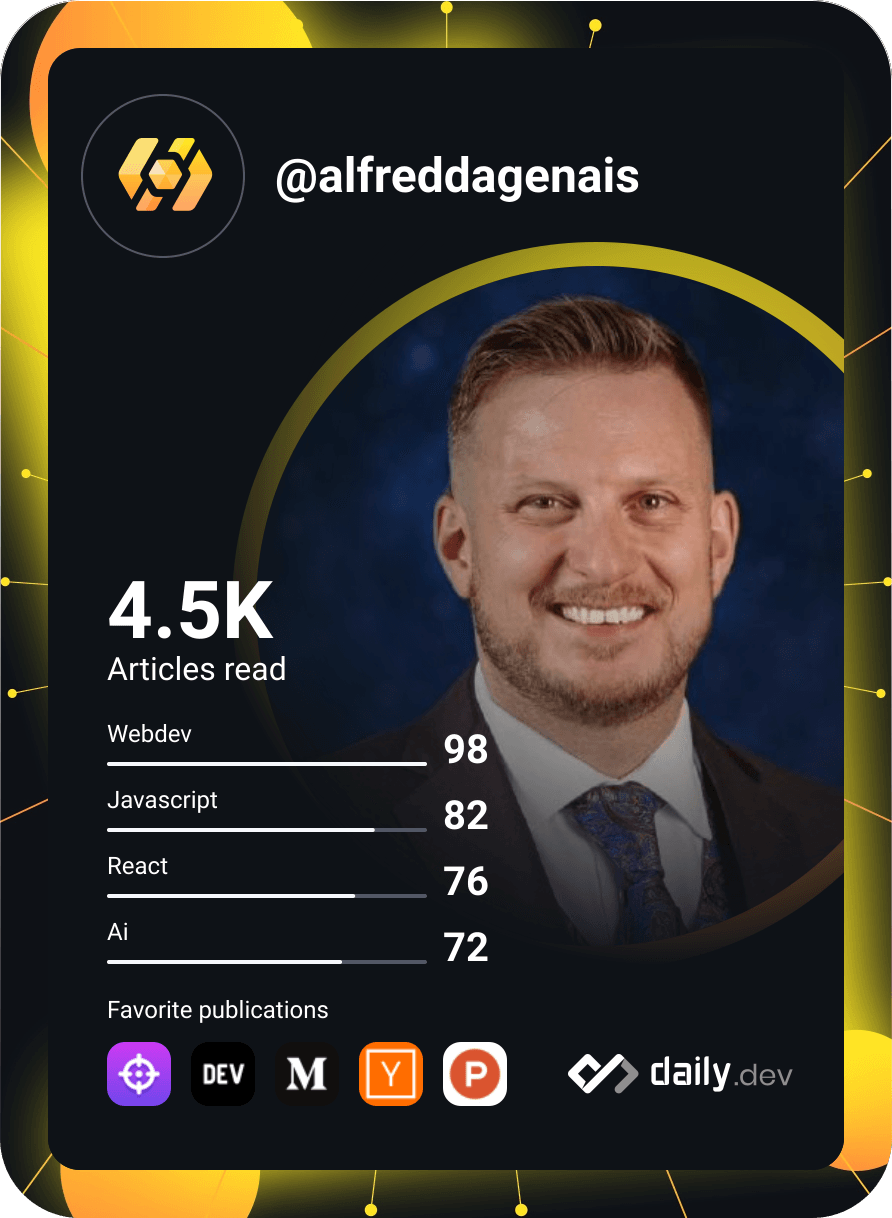 @alfreddagenais
4.5K
Articles read
Webdev
98
Javascript
82
React
76
Ai
72
Favorite publications
DEV
M
Y
P
daily.dev